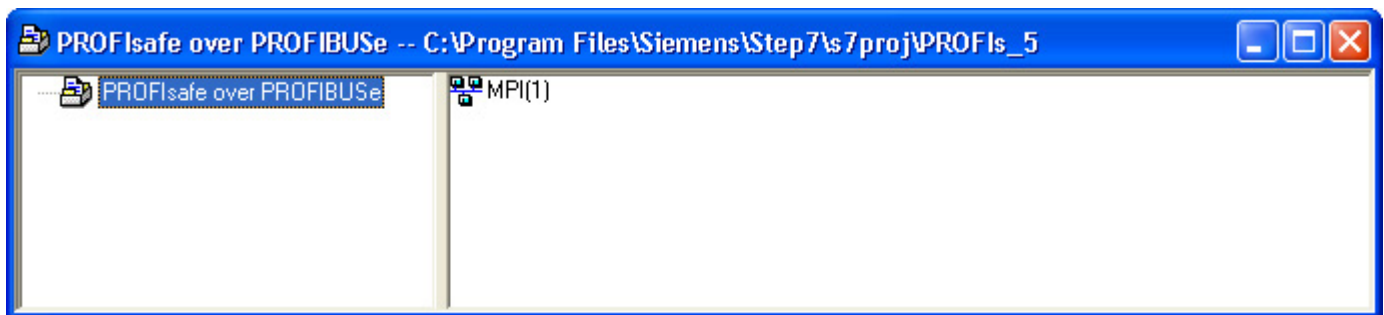 PROFIsafe over PROFIBUSe -- C:\Program Files\Siemens\Step7\s7proj\PROFIs_5
PROFIsafe over PROFIBUSe
MPI(1)